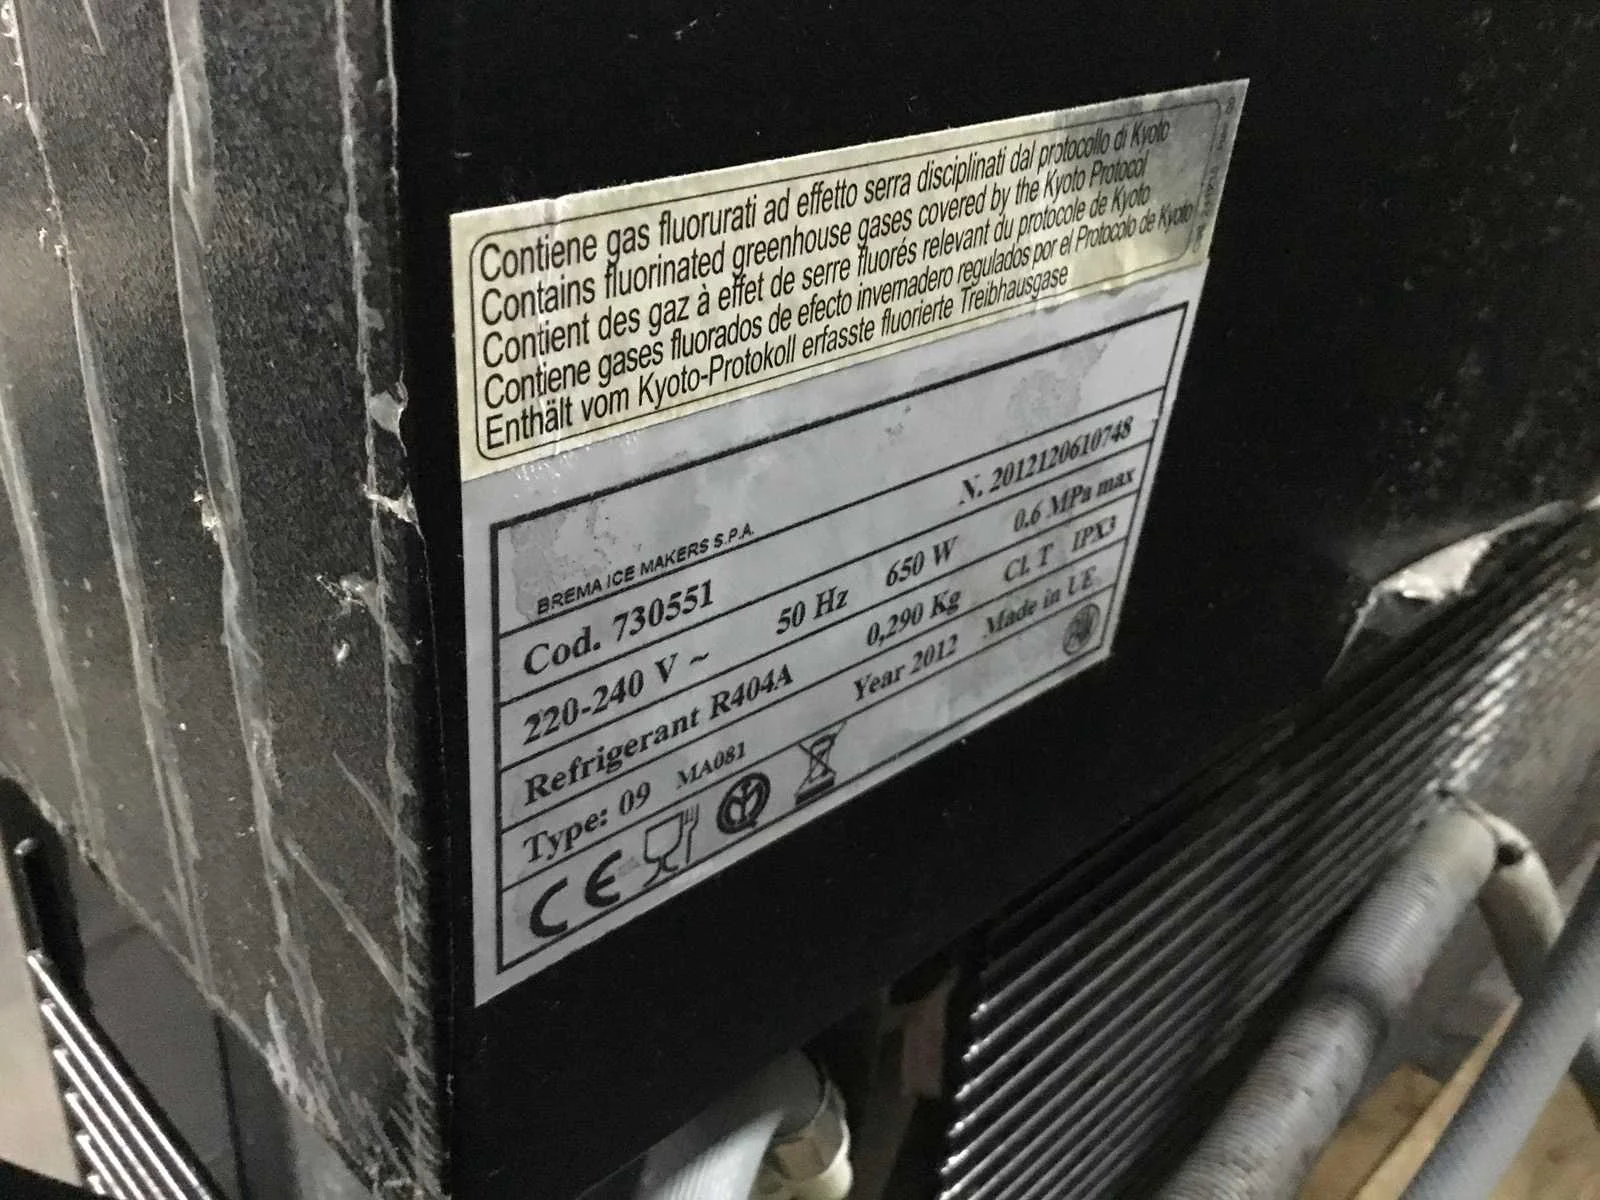 Contiene gas fluorurati ad effetto serra disciplinati dal protocollo di Kyoto
Contains fluorinated greenhouse gases covered by the Kyoto Protocol
Contient des gaz à effet de serre fluorés relevant du protocole de Kyoto
Contiene gases fluorados de efecto invernadero regulados por el Protocolo de Kyoto
Enthält vom Kyoto-Protokoll erfasste fluorierte Treibhausgase
BREMA ICE MAKERS S.P.A.
Cod. 730551 N. 2012120610748
220-240 V ~ 50 Hz 650 W 0.6 MPa max
Refrigerant R404A 0,290 Kg Cl. T IPX3
Type: 09 MA081 Year 2012 Made in UE
CE